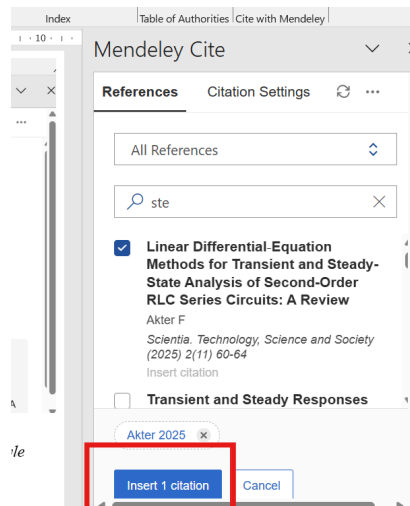 Index
Table of Authorities
Cite with Mendeley
10
Mendeley Cite
References
Citation Settings
All References
ste
Linear Differential-Equation
Methods for Transient and Steady-
State Analysis of Second-Order
RLC Series Circuits: A Review
Akter F
Scientia. Technology, Science and Society
(2025) 2(11) 60-64
Insert citation
Transient and Steady Responses
Akter 2025
Insert 1 citation
Cancel